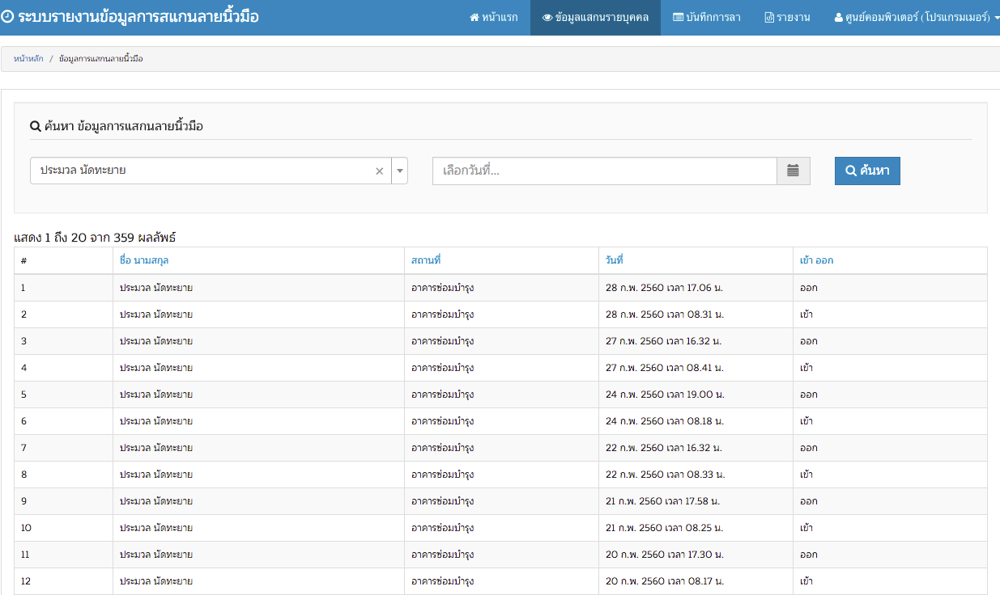 ระบบรายงานข้อมูลการสแกนลายนิ้วมือ หน้าแรก ข้อมูลแสกนรายบุคคล บันทึกการลา รายงาน ศูนย์คอมพิวเตอร์ (โปรแกรมเมอร์)
หน้าหลัก / ข้อมูลการแสกนลายนิ้วมือ
ค้นหา ข้อมูลการแสกนลายนิ้วมือ
ประมวล นัดทะยาย × เลือกวันที่... ค้นหา
แสดง 1 ถึง 20 จาก 359 ผลลัพธ์
# ชื่อ นามสกุล สถานที่ วันที่ เข้า ออก
1 ประมวล นัดทะยาย อาคารซ่อมบำรุง 28 ก.พ. 2560 เวลา 17.06 น. ออก
2 ประมวล นัดทะยาย อาคารซ่อมบำรุง 28 ก.พ. 2560 เวลา 08.31 น. เข้า
3 ประมวล นัดทะยาย อาคารซ่อมบำรุง 27 ก.พ. 2560 เวลา 16.32 น. ออก
4 ประมวล นัดทะยาย อาคารซ่อมบำรุง 27 ก.พ. 2560 เวลา 08.41 น. เข้า
5 ประมวล นัดทะยาย อาคารซ่อมบำรุง 24 ก.พ. 2560 เวลา 19.00 น. ออก
6 ประมวล นัดทะยาย อาคารซ่อมบำรุง 24 ก.พ. 2560 เวลา 08.18 น. เข้า
7 ประมวล นัดทะยาย อาคารซ่อมบำรุง 22 ก.พ. 2560 เวลา 16.32 น. ออก
8 ประมวล นัดทะยาย อาคารซ่อมบำรุง 22 ก.พ. 2560 เวลา 08.33 น. เข้า
9 ประมวล นัดทะยาย อาคารซ่อมบำรุง 21 ก.พ. 2560 เวลา 17.58 น. ออก
10 ประมวล นัดทะยาย อาคารซ่อมบำรุง 21 ก.พ. 2560 เวลา 08.25 น. เข้า
11 ประมวล นัดทะยาย อาคารซ่อมบำรุง 20 ก.พ. 2560 เวลา 17.30 น. ออก
12 ประมวล นัดทะยาย อาคารซ่อมบำรุง 20 ก.พ. 2560 เวลา 08.17 น. เข้า